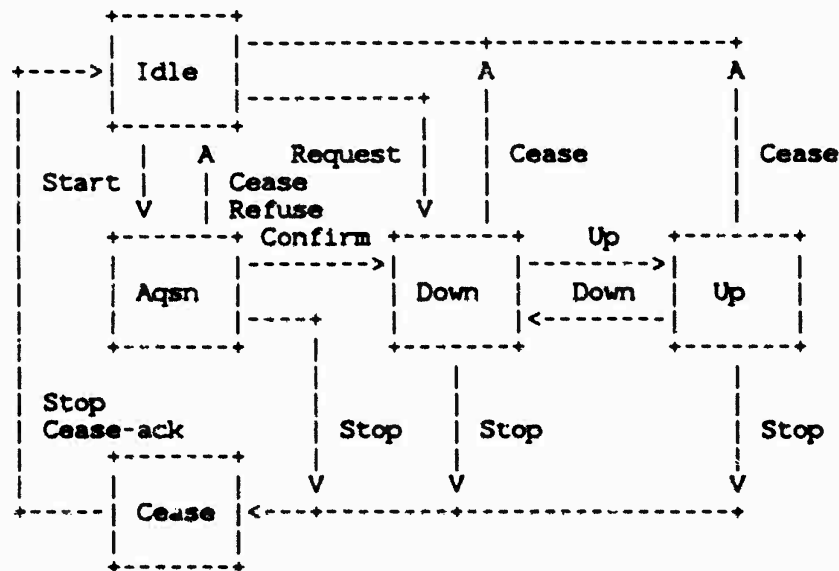 Idle
Request Cease Cease
Start Cease
Refuse
Confirm Up
Aqsn Down Down Up
Stop
Cease-ack Stop Stop Stop
Cease